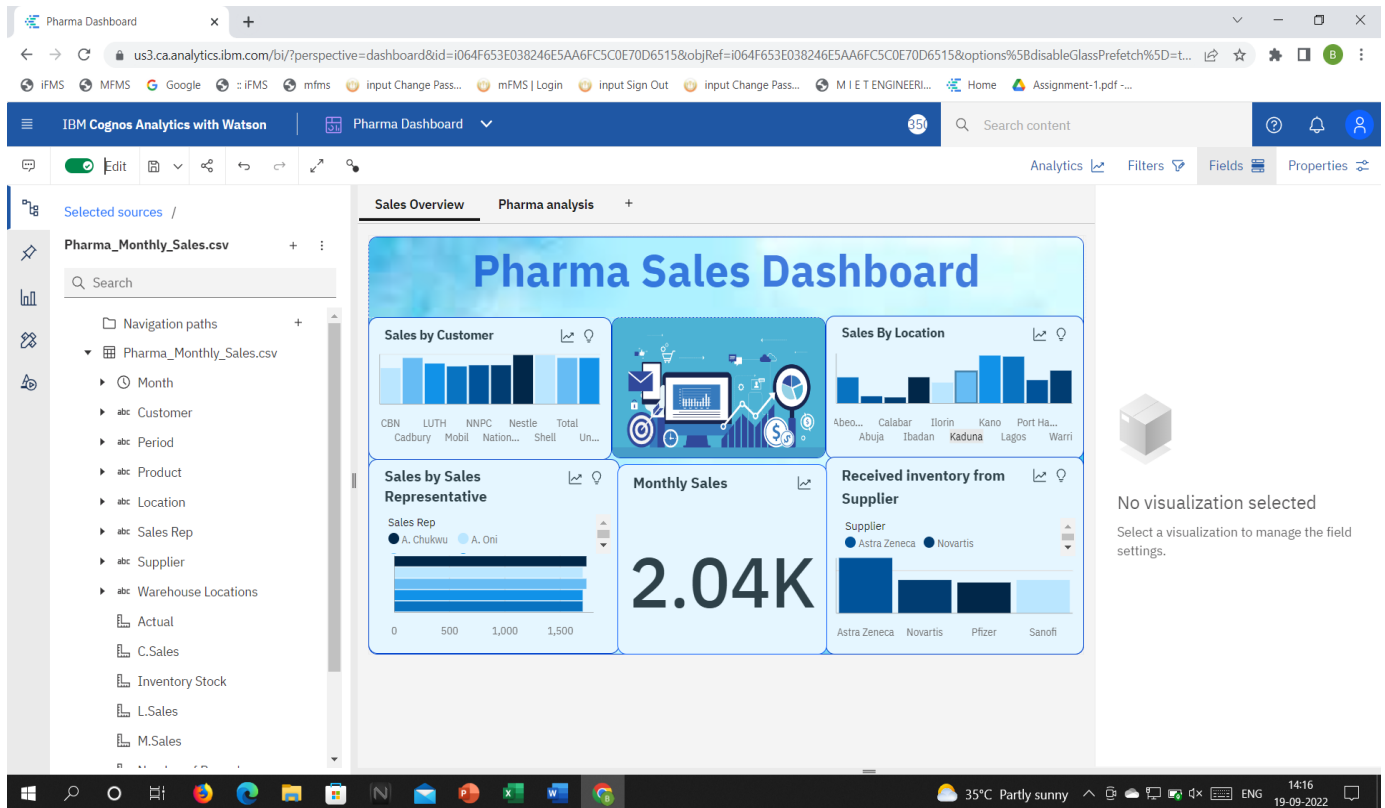 Pharma Dashboard
us3.ca.analytics.ibm.com/bi/?perspective=dashboard&id=i064F653E038246E5AA6FC5C0E70D6515&objRef=i064F653E038246E5AA6FC5C0E70D6515&options%5BdisableGlassPrefetch%5D=t...
B
iFMS MFMS Google :: iFMS mfms input Change Pass... mFMS | Login input Sign Out input Change Pass... M I E T ENGINEERI... Home Assignment-1.pdf -...
IBM Cognos Analytics with Watson Pharma Dashboard Search content
Edit Analytics Filters Fields Properties
Selected sources /
Pharma_Monthly_Sales.csv
Search
Navigation paths
Pharma_Monthly_Sales.csv
Month
abc Customer
abc Period
abc Product
abc Location
abc Sales Rep
abc Supplier
abc Warehouse Locations
Actual
C.Sales
Inventory Stock
L.Sales
M.Sales
Sales Overview Pharma analysis +
Pharma Sales Dashboard
Sales by Customer
CBN LUTH NNPC Nestle Total
Cadbury Mobil Nation... Shell Un...
Sales By Location
Abeo... Calabar Ilorin Kano Port Ha...
Abuja Ibadan Kaduna Lagos Warri
Sales by Sales
Representative
Sales Rep
A. Chukwu A. Oni
0 500 1,000 1,500
Monthly Sales
2.04K
Received inventory from
Supplier
Supplier
Astra Zeneca Novartis
Astra Zeneca Novartis Pfizer Sanofi
No visualization selected
Select a visualization to manage the field
settings.
35°C Partly sunny ENG
14:16
19-09-2022